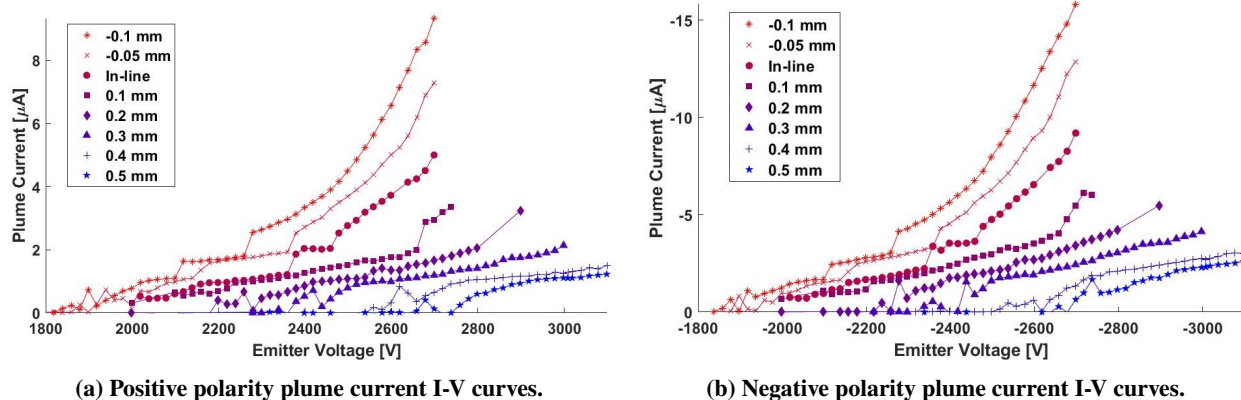 -0.1 mm
-0.05 mm
In-line
0.1 mm
0.2 mm
0.3 mm
0.4 mm
0.5 mm
Plume Current [μA]
8
6
4
2
0
1800 2000 2200 2400 2600 2800 3000
Emitter Voltage [V]
(a) Positive polarity plume current I-V curves.
-0.1 mm
-0.05 mm
In-line
0.1 mm
0.2 mm
0.3 mm
0.4 mm
0.5 mm
Plume Current [μA]
-15
-10
-5
0
-1800 -2000 -2200 -2400 -2600 -2800 -3000
Emitter Voltage [V]
(b) Negative polarity plume current I-V curves.